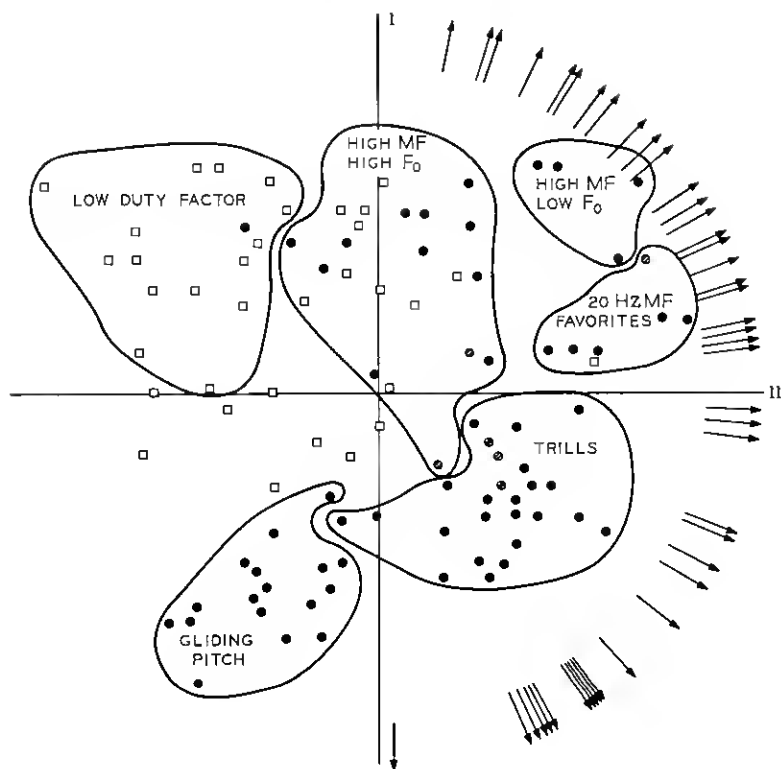 I
HIGH MF
HIGH F₀
LOW DUTY FACTOR
HIGH MF
LOW F₀
20 HZ MF
FAVORITES
II
TRILLS
GLIDING
PITCH